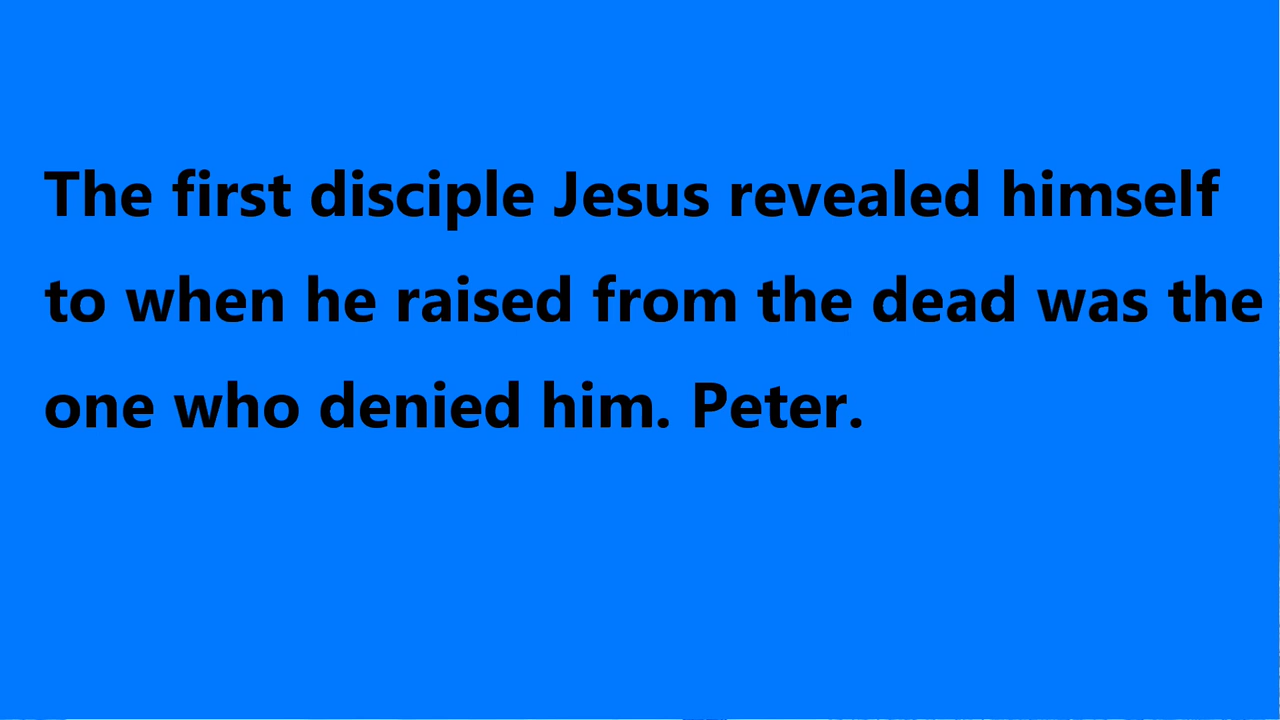 The first disciple Jesus revealed himself
to when he raised from the dead was the
one who denied him. Peter.